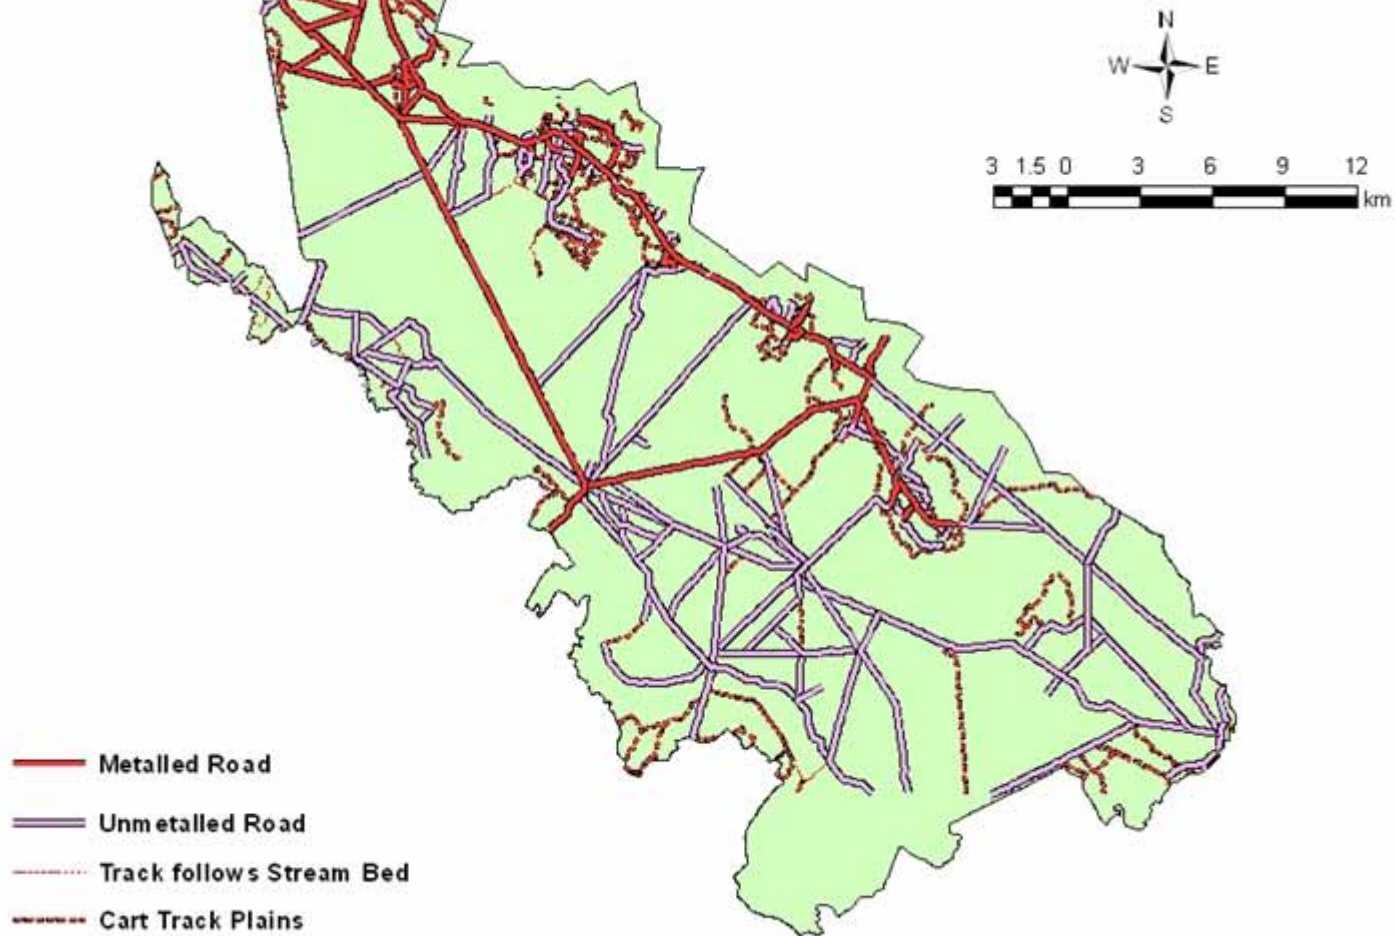 N
W E
S
3 1.5 0 3 6 9 12
km
Metalled Road
Unmetalled Road
Track follows Stream Bed
Cart Track Plains